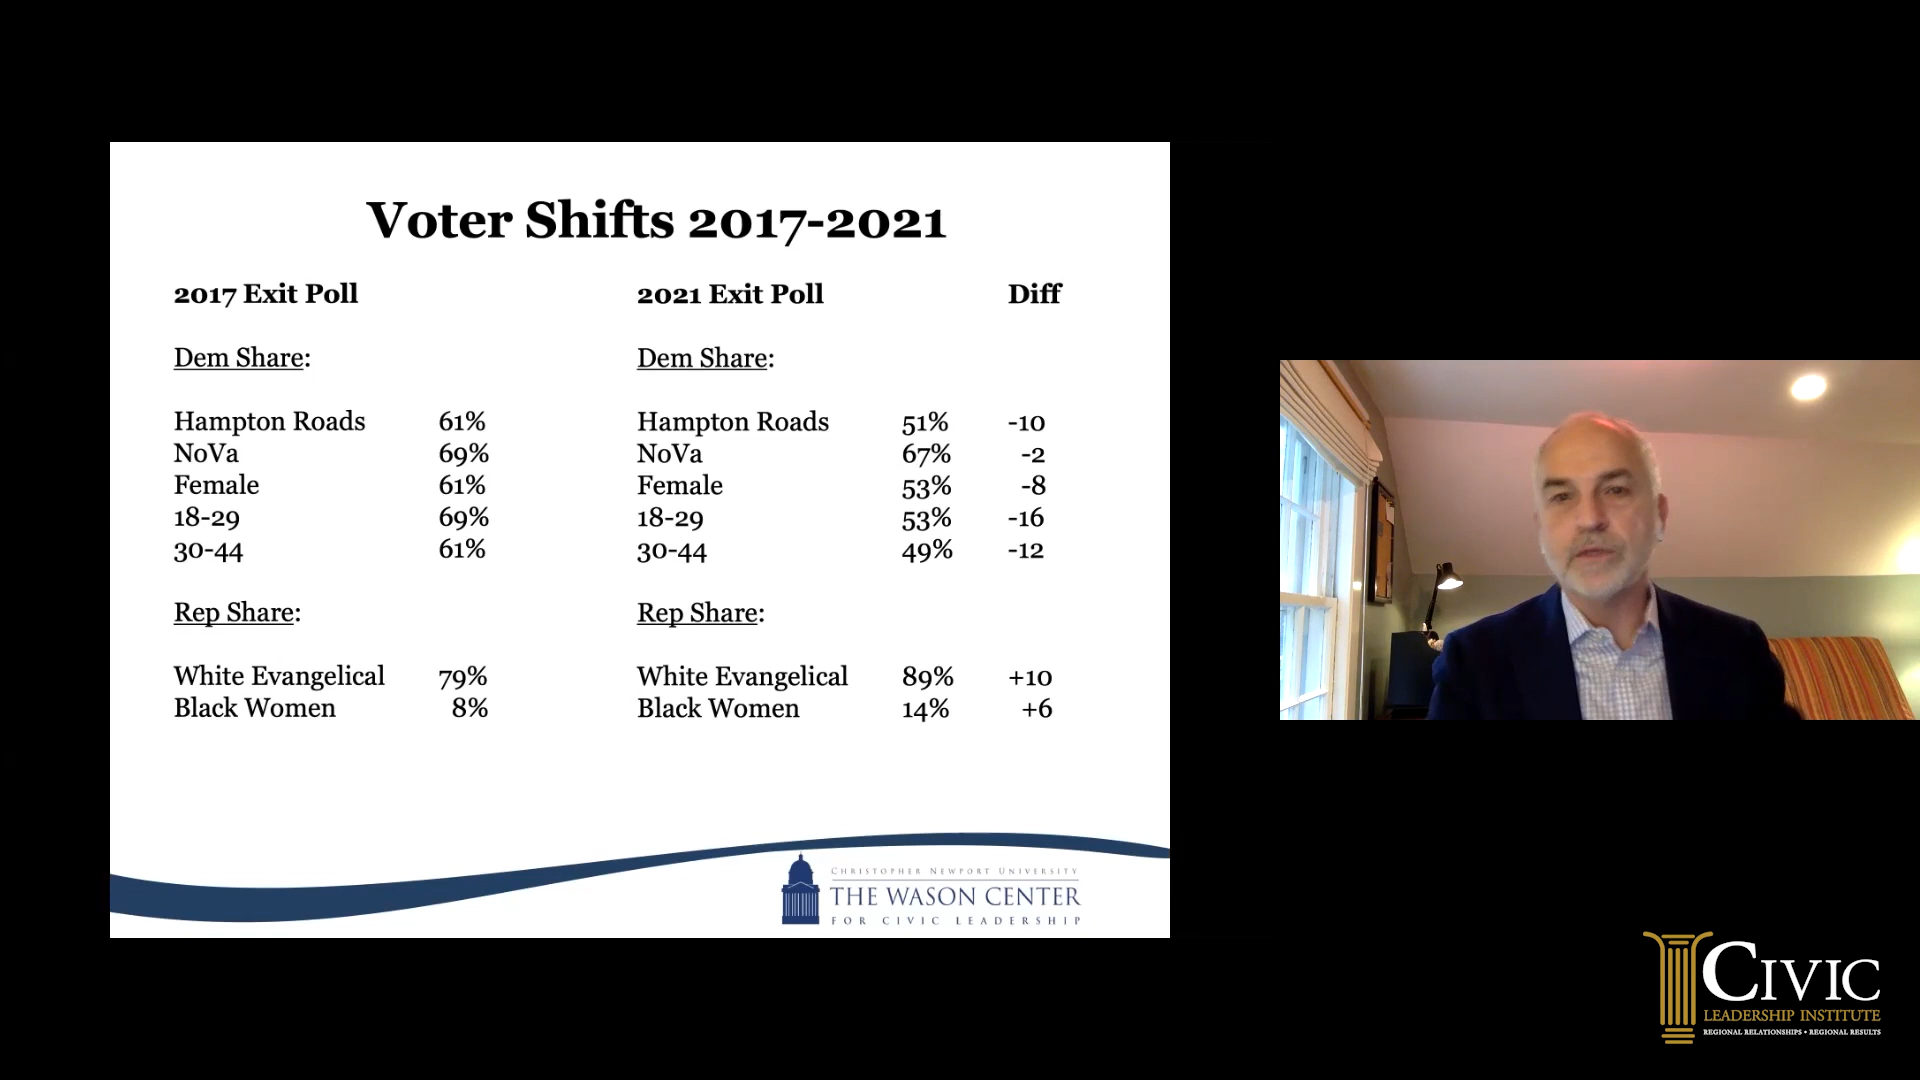 Voter Shifts 2017-2021
2017 Exit Poll 2021 Exit Poll Diff
Dem Share: Dem Share:
Hampton Roads 61% Hampton Roads 51% -10
NoVa 69% NoVa 67% -2
Female 61% Female 53% -8
18-29 69% 18-29 53% -16
30-44 61% 30-44 49% -12
Rep Share: Rep Share:
White Evangelical 79% White Evangelical 89% +10
Black Women 8% Black Women 14% +6
CHRISTOPHER NEWPORT UNIVERSITY
THE WASON CENTER
FOR CIVIC LEADERSHIP
CIVIC
LEADERSHIP INSTITUTE
REGIONAL RELATIONSHIPS • REGIONAL RESULTS